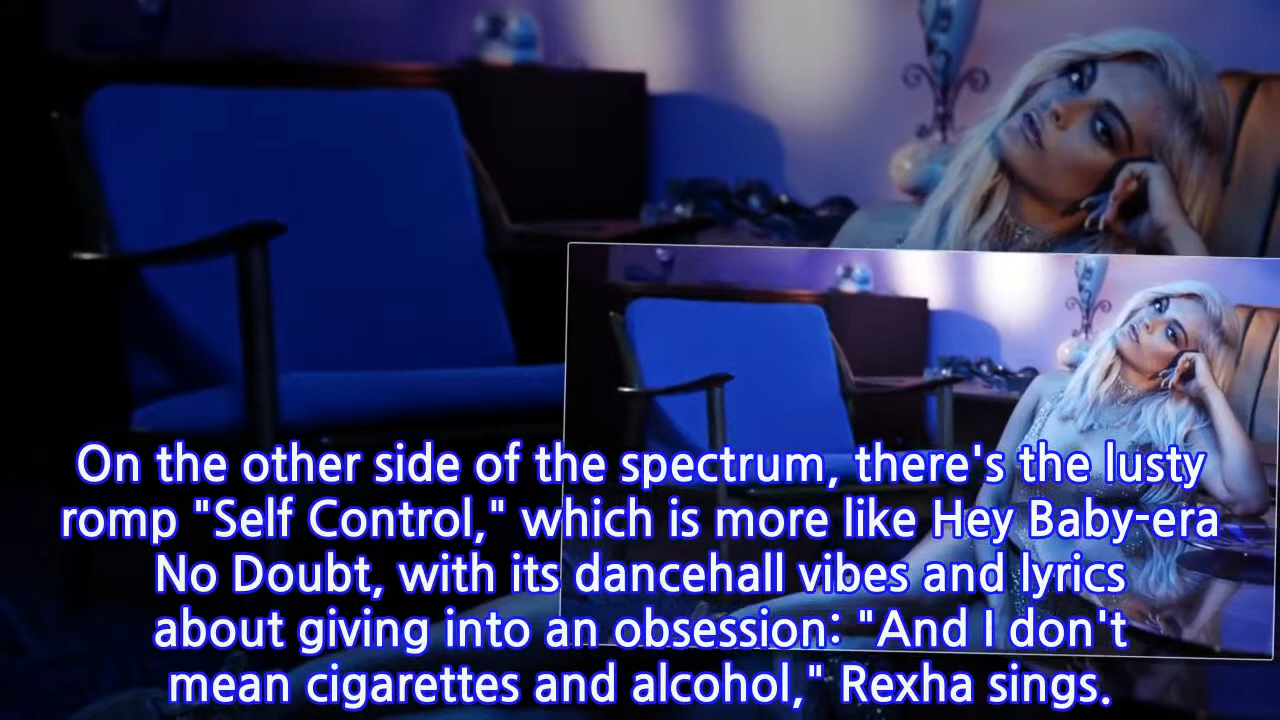 On the other side of the spectrum, there's the lusty
romp "Self Control," which is more like Hey Baby-era
No Doubt, with its dancehall vibes and lyrics
about giving into an obsession: "And I don't
mean cigarettes and alcohol," Rexha sings.